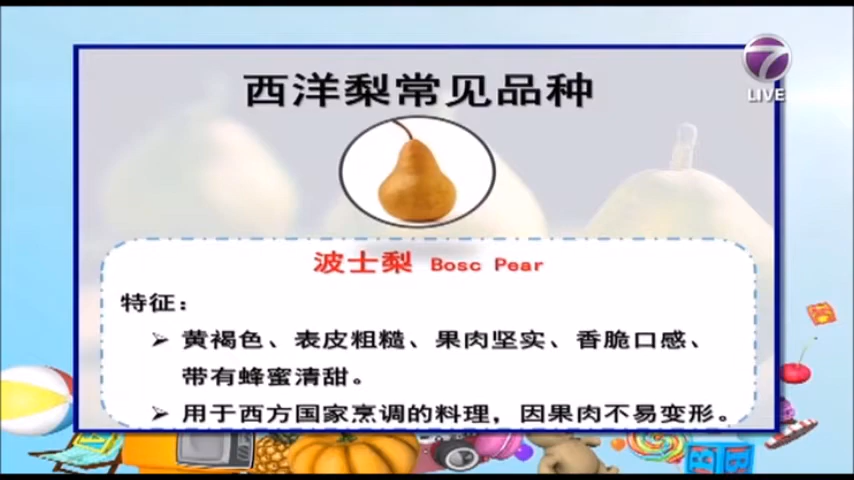 西洋梨常见品种
7
LIVE
波士梨 Bosc Pear
特征：
➢ 黄褐色、表皮粗糙、果肉坚实、香脆口感、
带有蜂蜜清甜。
➢ 用于西方国家烹调的料理，因果肉不易变形。